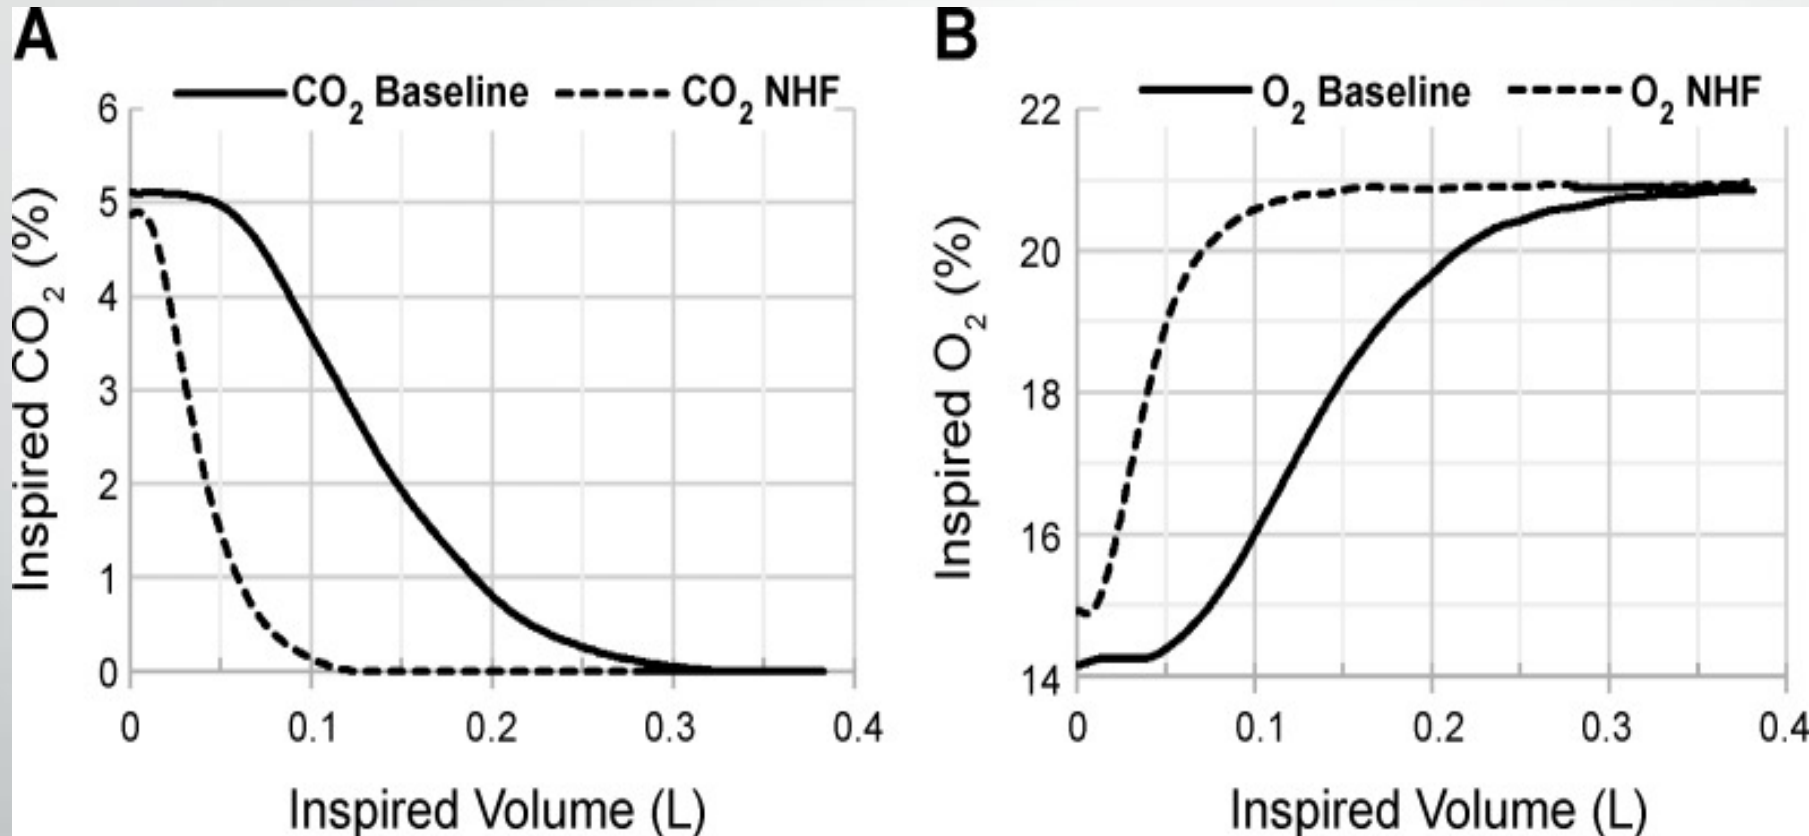 A
CO₂ Baseline CO₂ NHF
6
5
4
3
2
1
0
Inspired CO₂ (%)
0 0.1 0.2 0.3 0.4
Inspired Volume (L)
B
O₂ Baseline O₂ NHF
22
20
18
16
14
Inspired O₂ (%)
0 0.1 0.2 0.3 0.4
Inspired Volume (L)